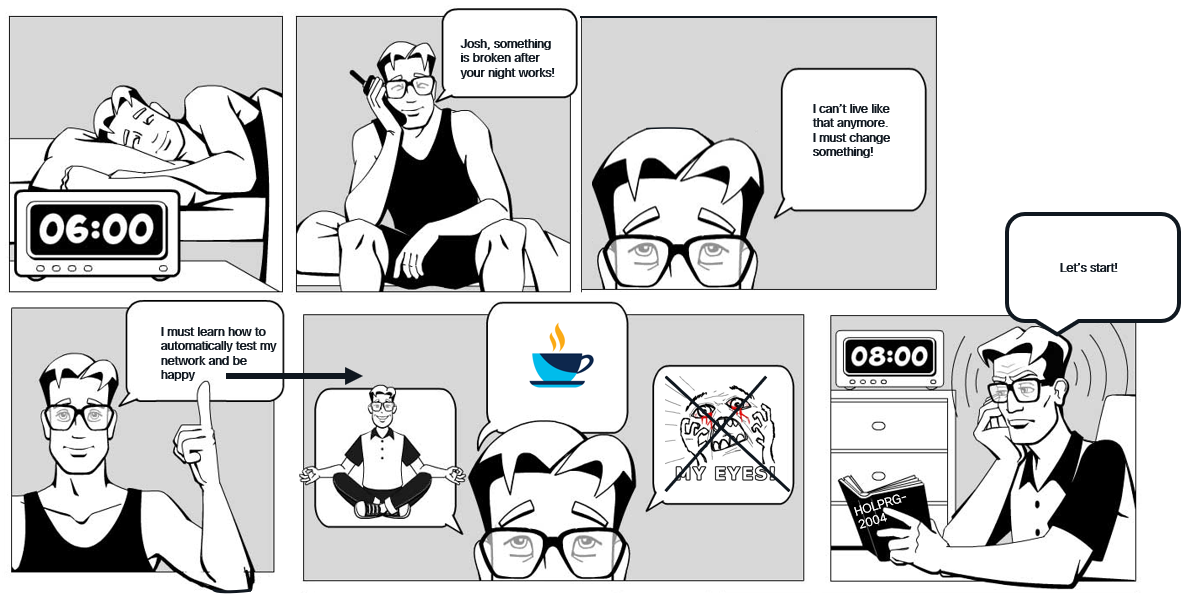 06:00
Josh, something
is broken after
your night works!
I can't live like
that anymore.
I must change
something!
I must learn how to
automatically test my
network and be
happy
MY EYES!
Let's start!
08:00
HOLPRG-
2004